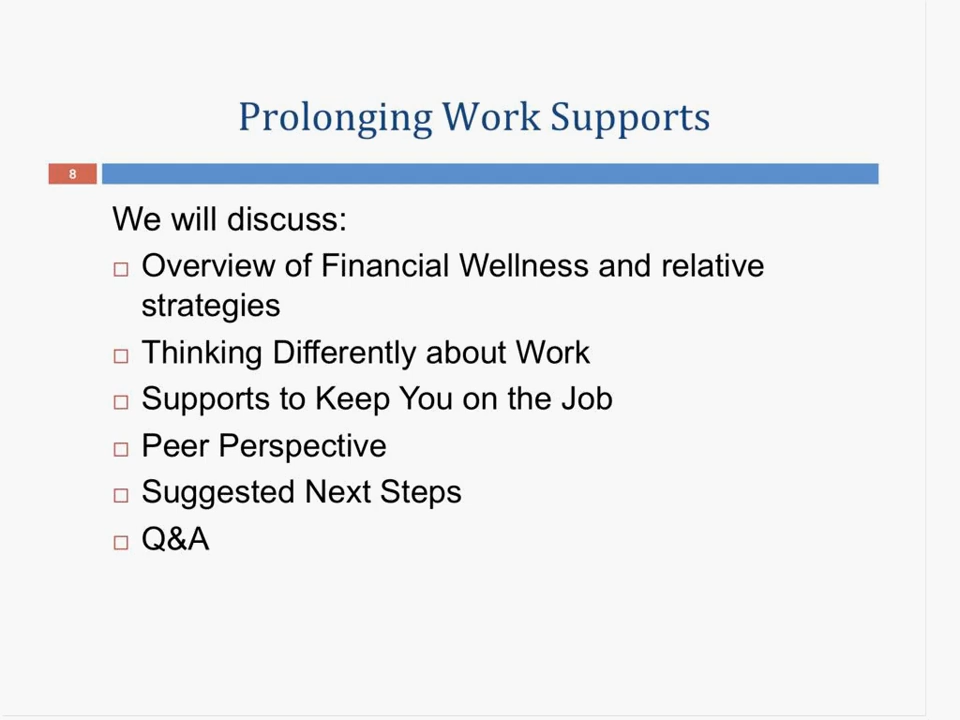 Prolonging Work Supports
8
We will discuss:
Overview of Financial Wellness and relative
strategies
Thinking Differently about Work
Supports to Keep You on the Job
Peer Perspective
Suggested Next Steps
Q&A